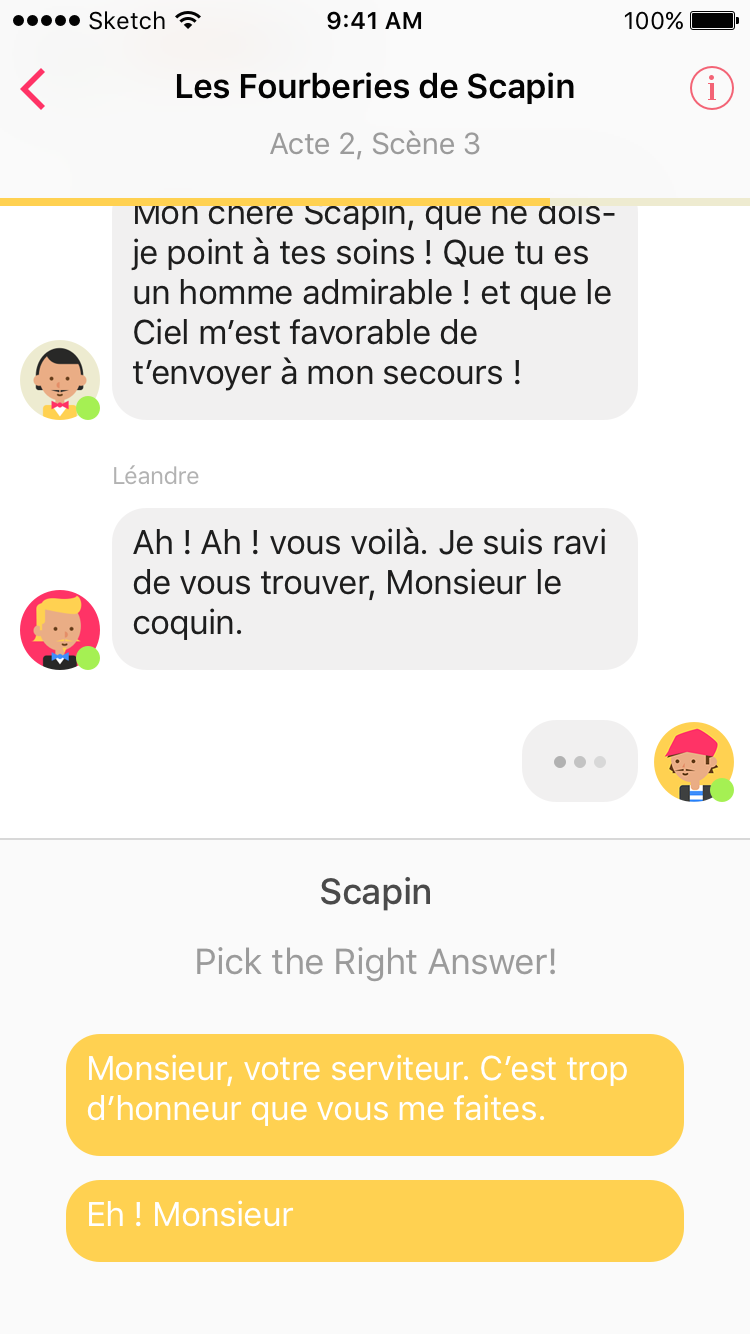 Sketch 9:41 AM 100%
Les Fourberies de Scapin
i
Acte 2, Scène 3
Mon chère Scapin, que ne dois-
je point à tes soins ! Que tu es
un homme admirable ! et que le
Ciel m’est favorable de
t’envoyer à mon secours !
Léandre
Ah ! Ah ! vous voilà. Je suis ravi
de vous trouver, Monsieur le
coquin.
Scapin
Pick the Right Answer!
Monsieur, votre serviteur. C’est trop
d’honneur que vous me faites.
Eh ! Monsieur